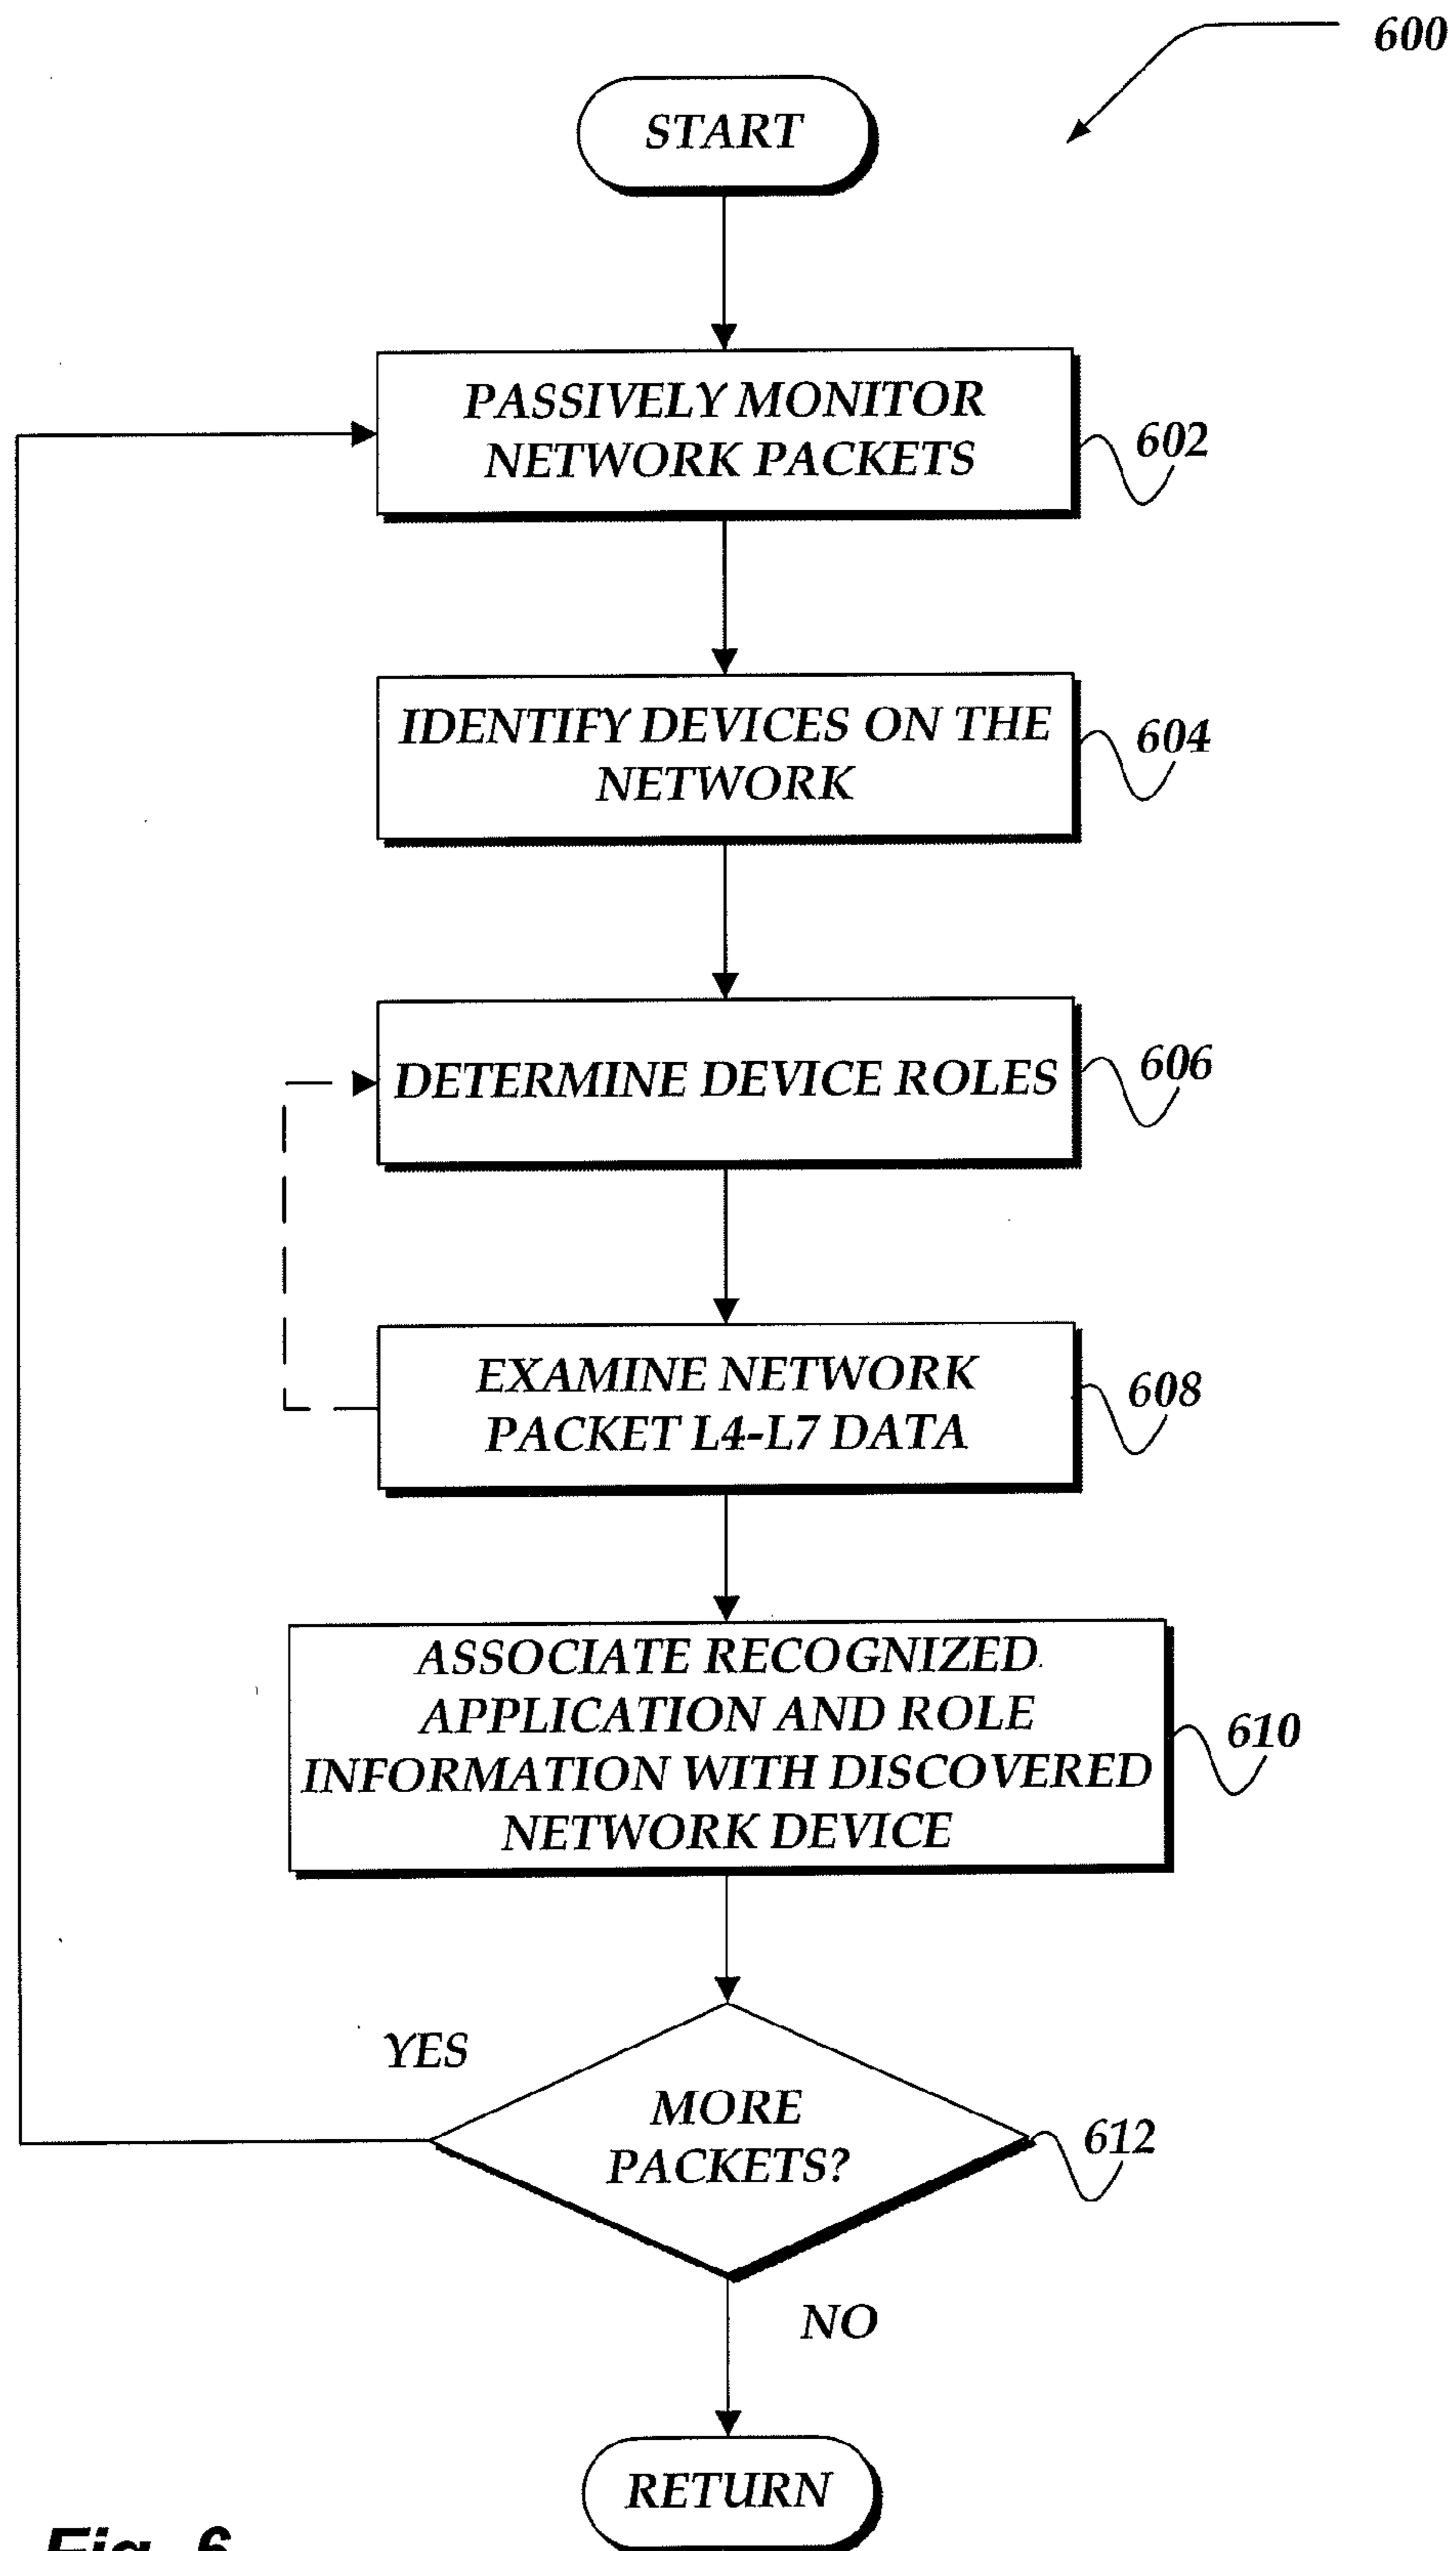 600
START
PASSIVELY MONITOR
NETWORK PACKETS
602
IDENTIFY DEVICES ON THE
NETWORK
604
DETERMINE DEVICE ROLES
606
EXAMINE NETWORK
PACKET L4-L7 DATA
608
ASSOCIATE RECOGNIZED
APPLICATION AND ROLE
INFORMATION WITH DISCOVERED
NETWORK DEVICE
610
YES
MORE
PACKETS?
612
NO
RETURN
Fig. 6